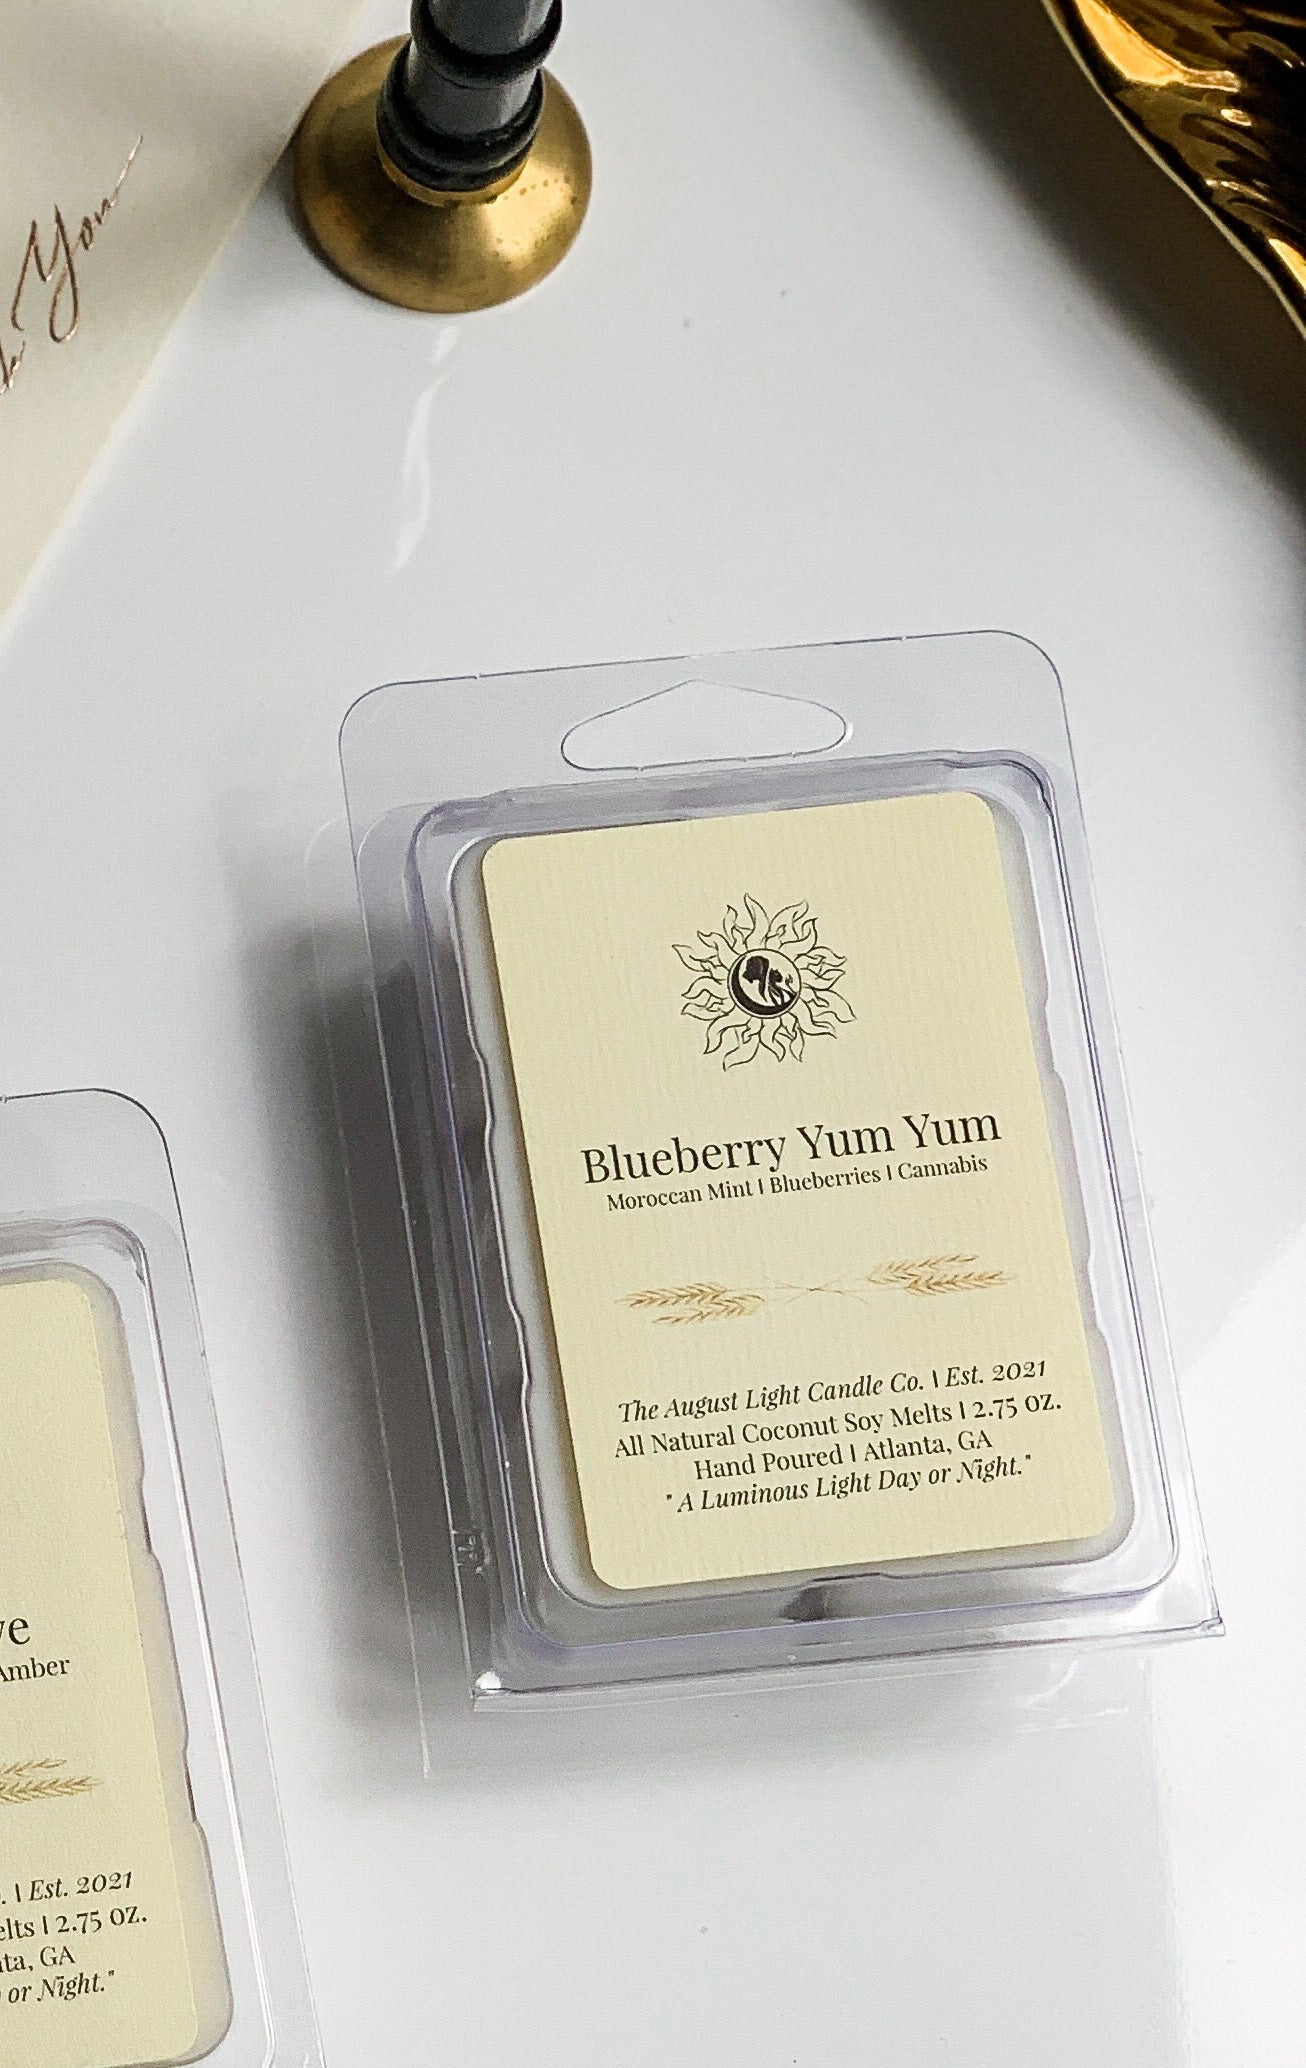 You
Blueberry Yum Yum
Moroccan Mint | Blueberries | Cannabis
The August Light Candle Co. | Est. 2021
All Natural Coconut Soy Melts | 2.75 oz.
Hand Poured | Atlanta, GA
" A Luminous Light Day or Night."
Amber
. | Est. 2021
elts | 2.75 oz.
ta, GA
or Night."